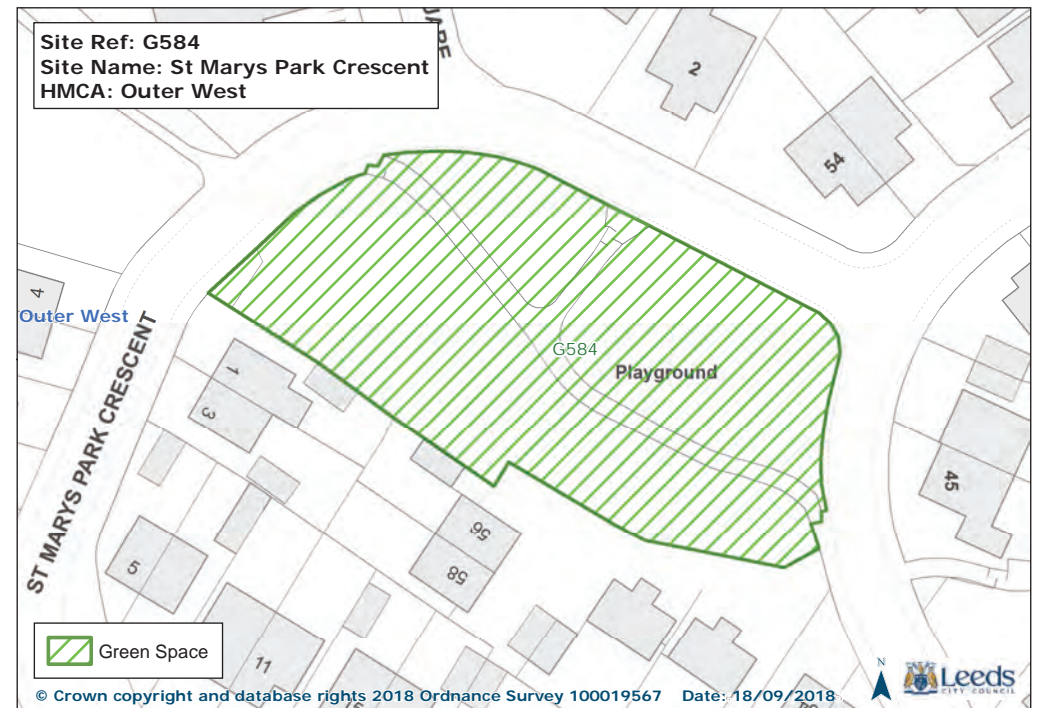 Site Ref: G584
Site Name: St Marys Park Crescent
HMCA: Outer West
2
54
4
Outer West
G584
Playground
1
3
ST MARYS PARK CRESCENT
45
56
58
5
11
Green Space
N
Leeds
CITY COUNCIL
© Crown copyright and database rights 2018 Ordnance Survey 100019567 Date: 18/09/2018